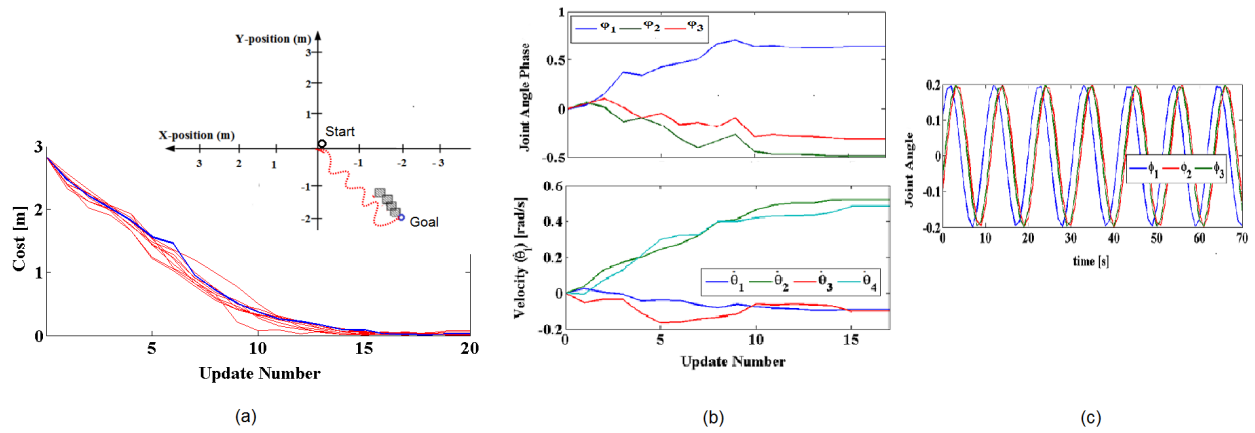 Y-position (m)
3
2
1
X-position (m)
Start
3 2 1 -1 -2 -3
-1
-2
Goal
Cost [m]
3
2
1
0
5 10 15 20
Update Number
(a)
Joint Angle Phase
1
0.5
0
-0.5
φ1 φ2 φ3
Velocity (θ̇i) [rad/s]
0.6
0.4
0.2
0
-0.2
θ̇1 θ̇2 θ̇3 θ̇4
0 5 10 15
Update Number
(b)
Joint Angle
0.2
0.1
0
-0.1
-0.2
ϕ1 ϕ2 ϕ3
0 10 20 30 40 50 60 70
time [s]
(c)